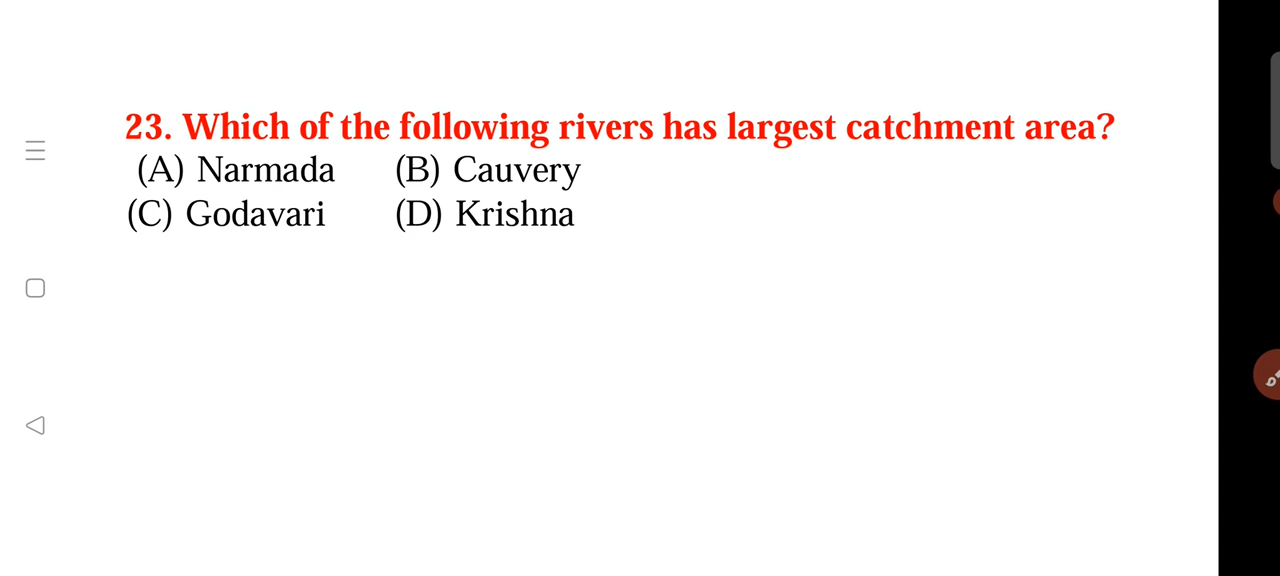 23. Which of the following rivers has largest catchment area?
(A) Narmada (B) Cauvery
(C) Godavari (D) Krishna